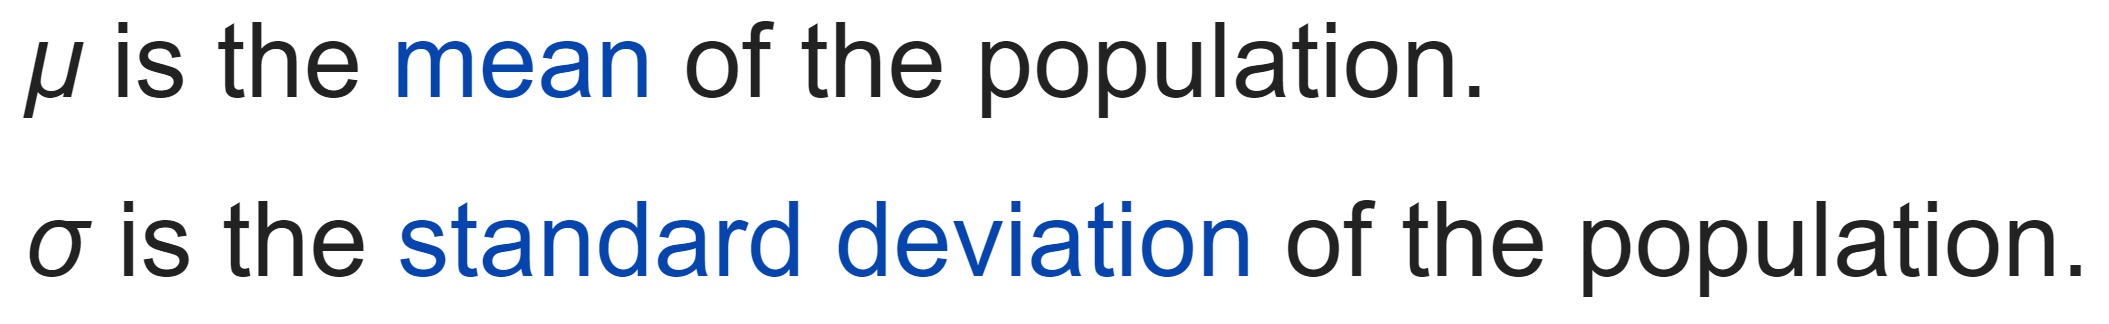 μ is the mean of the population.
σ is the standard deviation of the population.